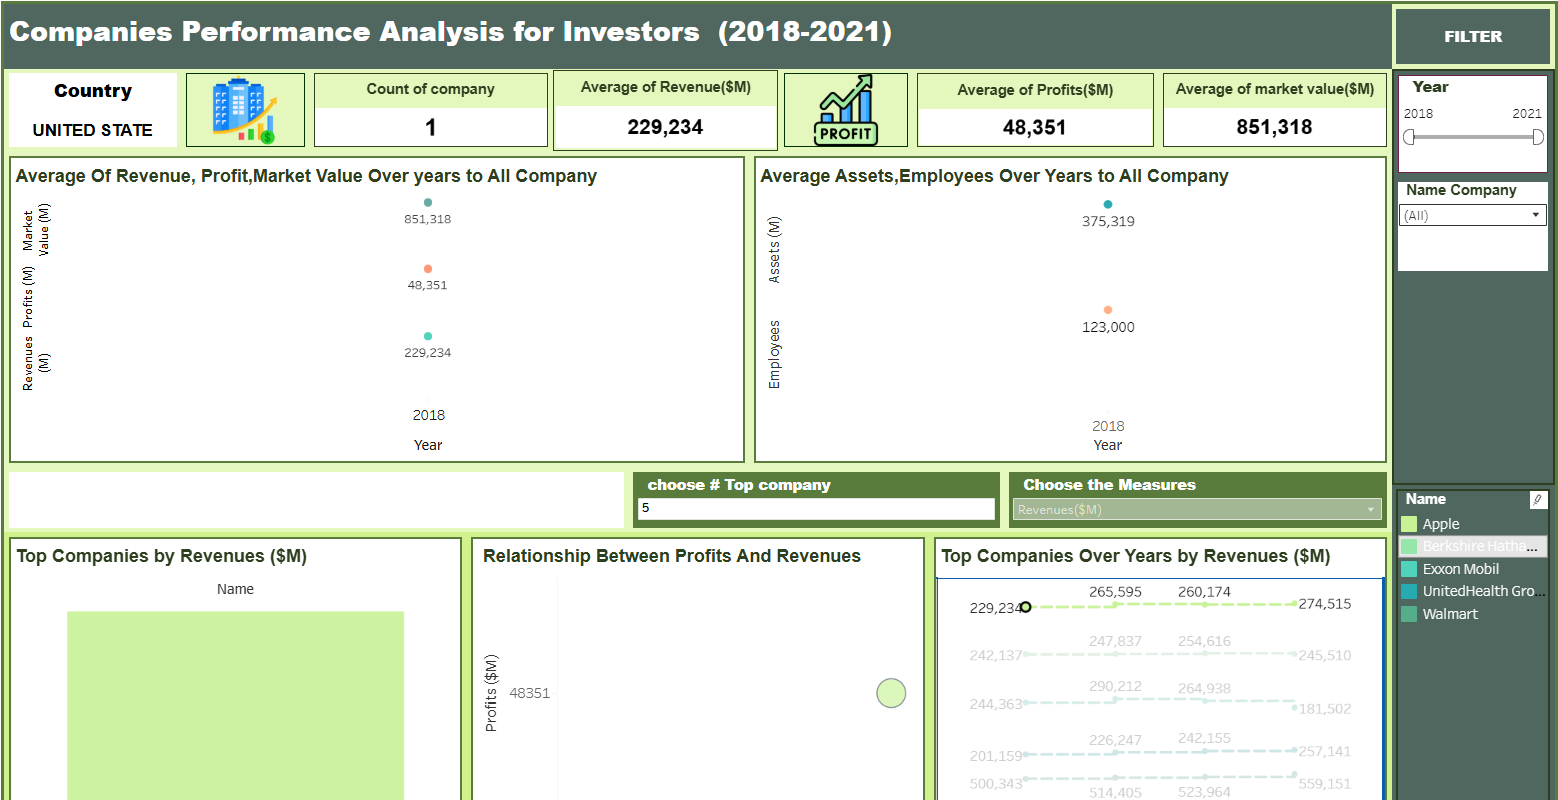 Companies Performance Analysis for Investors (2018-2021)
FILTER
Country
UNITED STATE
Count of company
1
Average of Revenue($M)
229,234
PROFIT
Average of Profits($M)
48,351
Average of market value($M)
851,318
Year
2018 2021
Name Company
(All)
Average Of Revenue, Profit,Market Value Over years to All Company
Market
Value (M)
851,318
Profits (M)
48,351
Revenues
(M)
229,234
2018
Year
Average Assets,Employees Over Years to All Company
Assets (M)
375,319
Employees
123,000
2018
Year
choose # Top company
5
Choose the Measures
Revenues($M)
Name
Apple
Berkshire Hatha...
Exxon Mobil
UnitedHealth Gro...
Walmart
Top Companies by Revenues ($M)
Name
Relationship Between Profits And Revenues
Profits ($M)
48351
Top Companies Over Years by Revenues ($M)
229,234 265,595 260,174 274,515
242,137 247,837 254,616 245,510
244,363 290,212 264,938 181,502
201,159 226,247 242,155 257,141
500,343 514,405 523,964 559,151